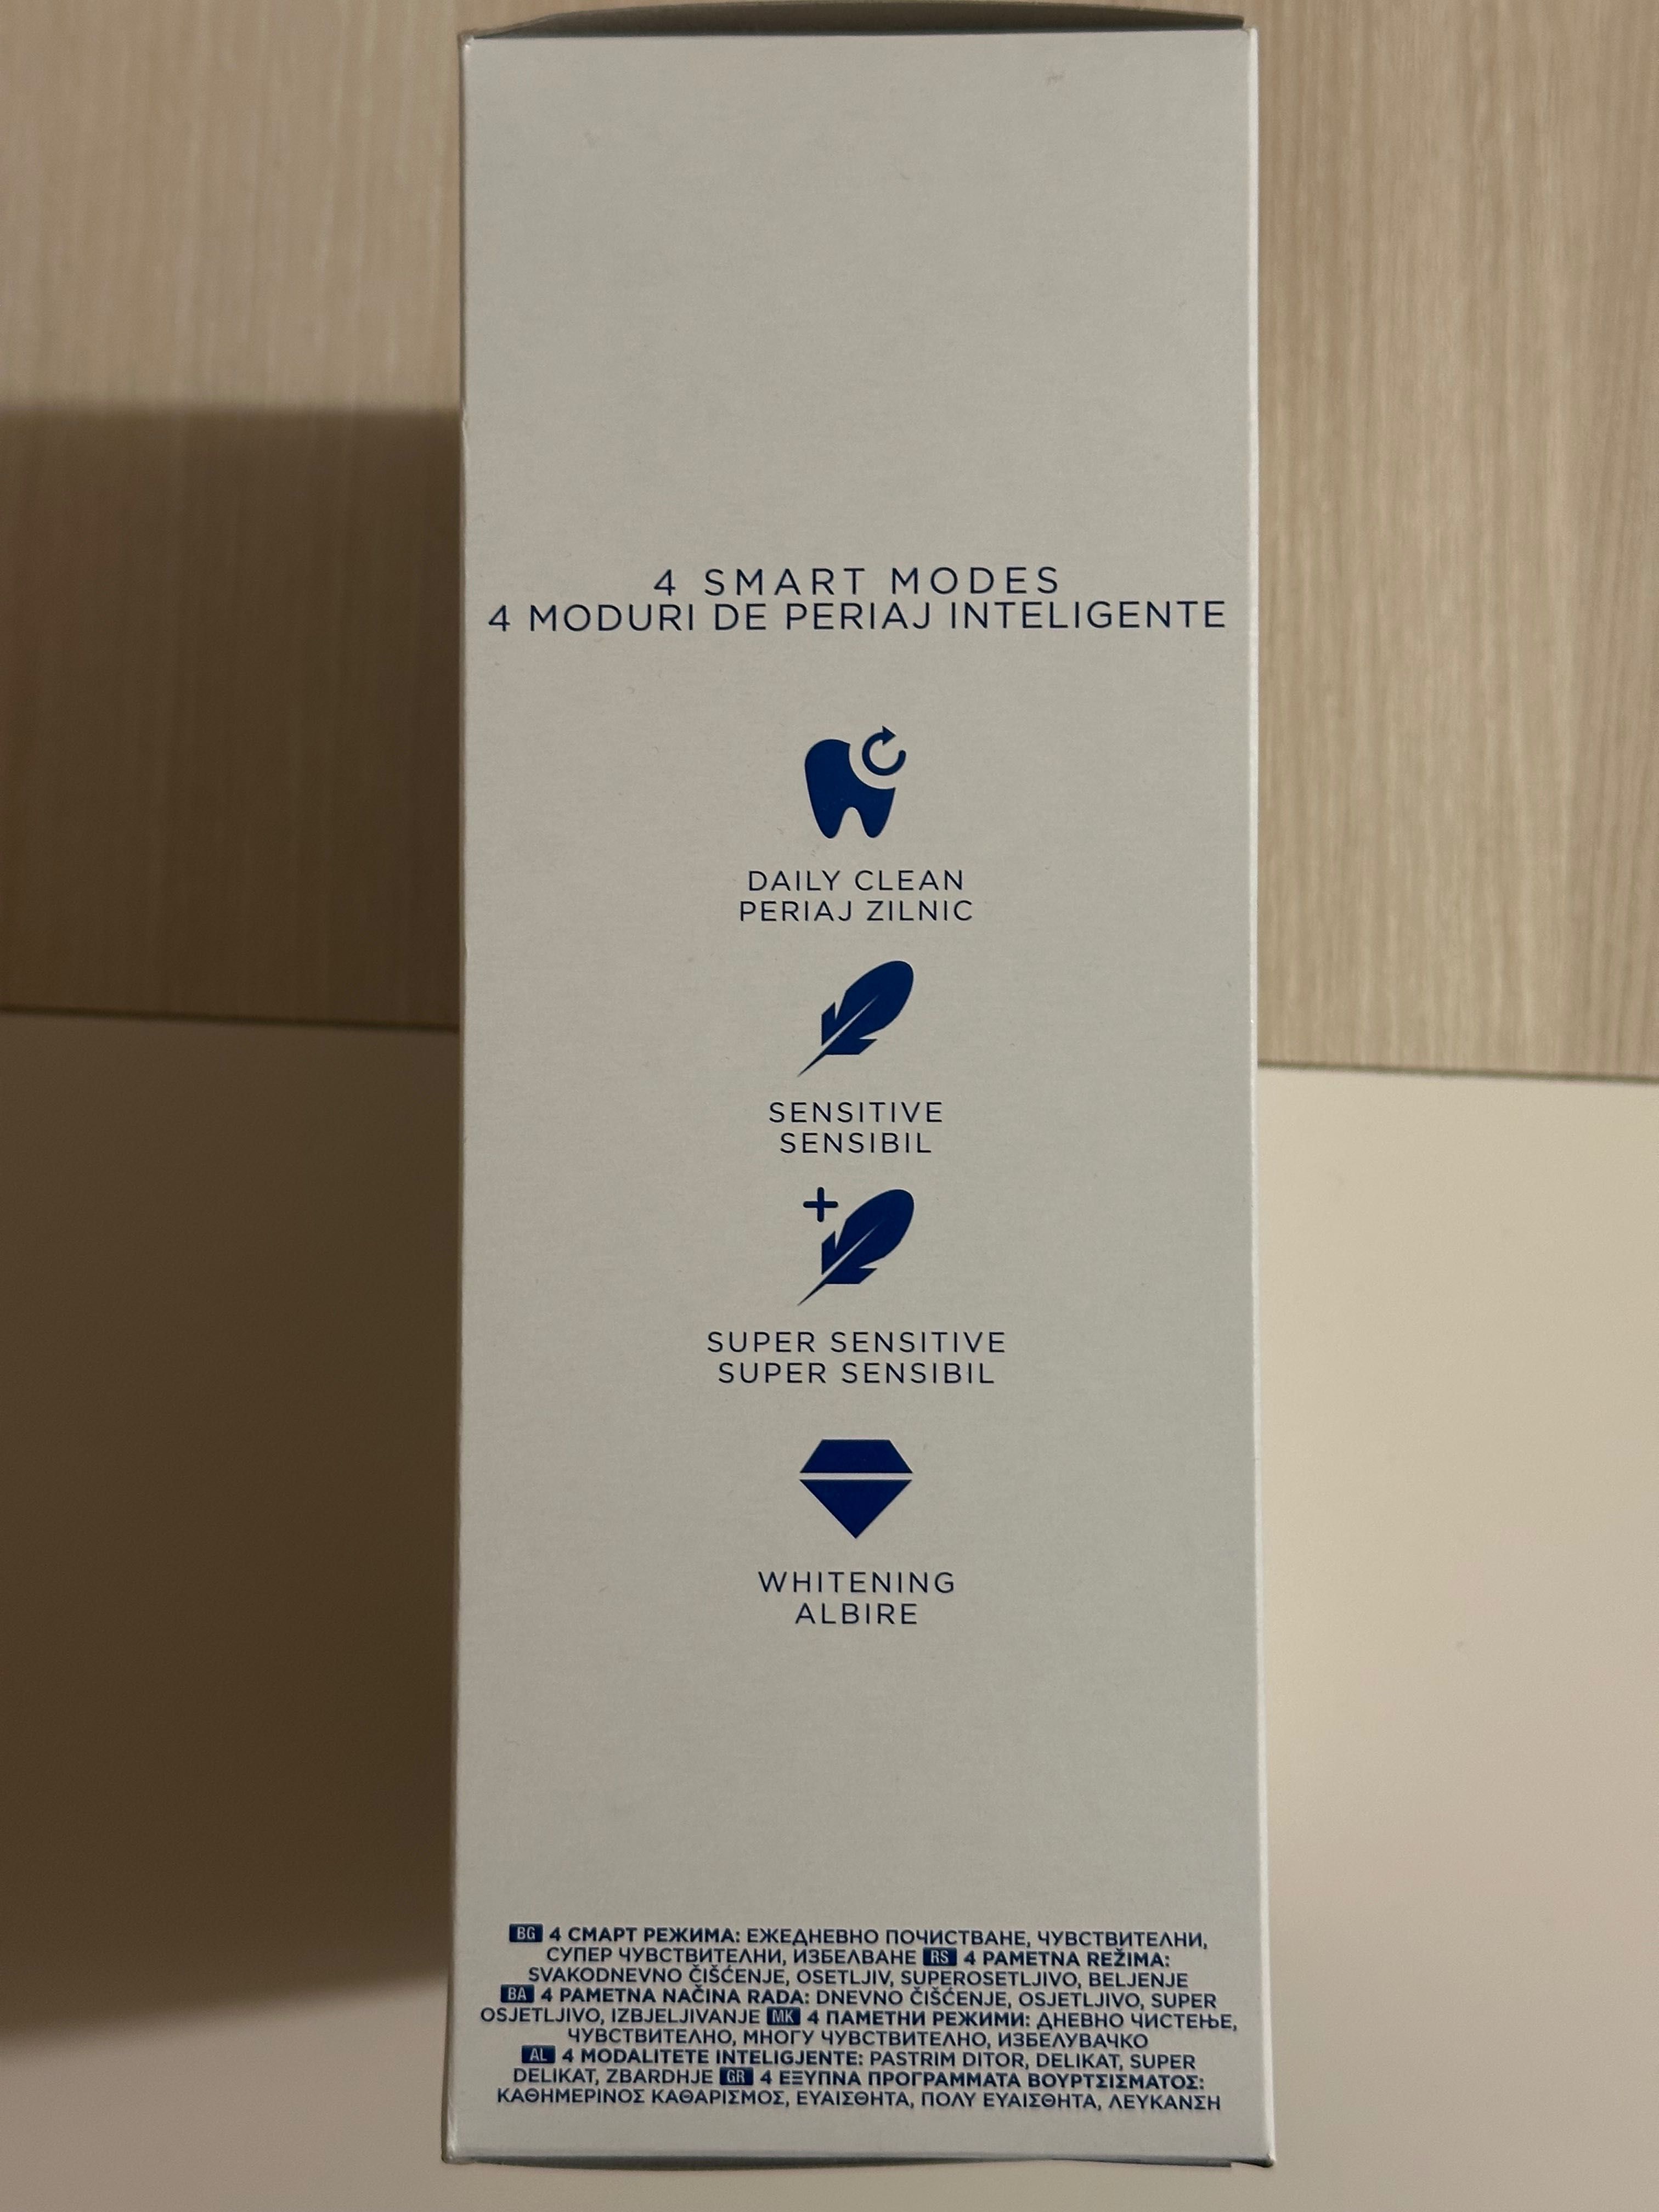 4 SMART MODES
4 MODURI DE PERIAJ INTELIGENTE
DAILY CLEAN
PERIAJ ZILNIC
SENSITIVE
SENSIBIL
SUPER SENSITIVE
SUPER SENSIBIL
WHITENING
ALBIRE
BG 4 СМАРТ РЕЖИМА: ЕЖЕДНЕВНО ПОЧИСТВАНЕ, ЧУВСТВИТЕЛНИ,
СУПЕР ЧУВСТВИТЕЛНИ, ИЗБЕЛВАНЕ RS 4 PAMETNA REŽIMA:
SVAKODNEVNO ČIŠĆENJE, OSETLJIV, SUPEROSETLJIVO, BELJENJE
BA 4 PAMETNA NAČINA RADA: DNEVNO ČIŠĆENJE, OSJETLJIVO, SUPER
OSJETLJIVO, IZBJELJIVANJE MK 4 ПАМЕТНИ РЕЖИМИ: ДНЕВНО ЧИСТЕЊЕ,
ЧУВСТВИТЕЛНО, МНОГУ ЧУВСТВИТЕЛНО, ИЗБЕЛУВАЧКО
AL 4 MODALITETE INTELIGJENTE: PASTRIM DITOR, DELIKAT, SUPER
DELIKAT, ZBARDHJE GR 4 ΕΞΥΠΝΑ ΠΡΟΓΡΑΜΜΑΤΑ ΒΟΥΡΤΣΙΣΜΑΤΟΣ:
ΚΑΘΗΜΕΡΙΝΟΣ ΚΑΘΑΡΙΣΜΟΣ, ΕΥΑΙΣΘΗΤΑ, ΠΟΛΥ ΕΥΑΙΣΘΗΤΑ, ΛΕΥΚΑΝΣΗ